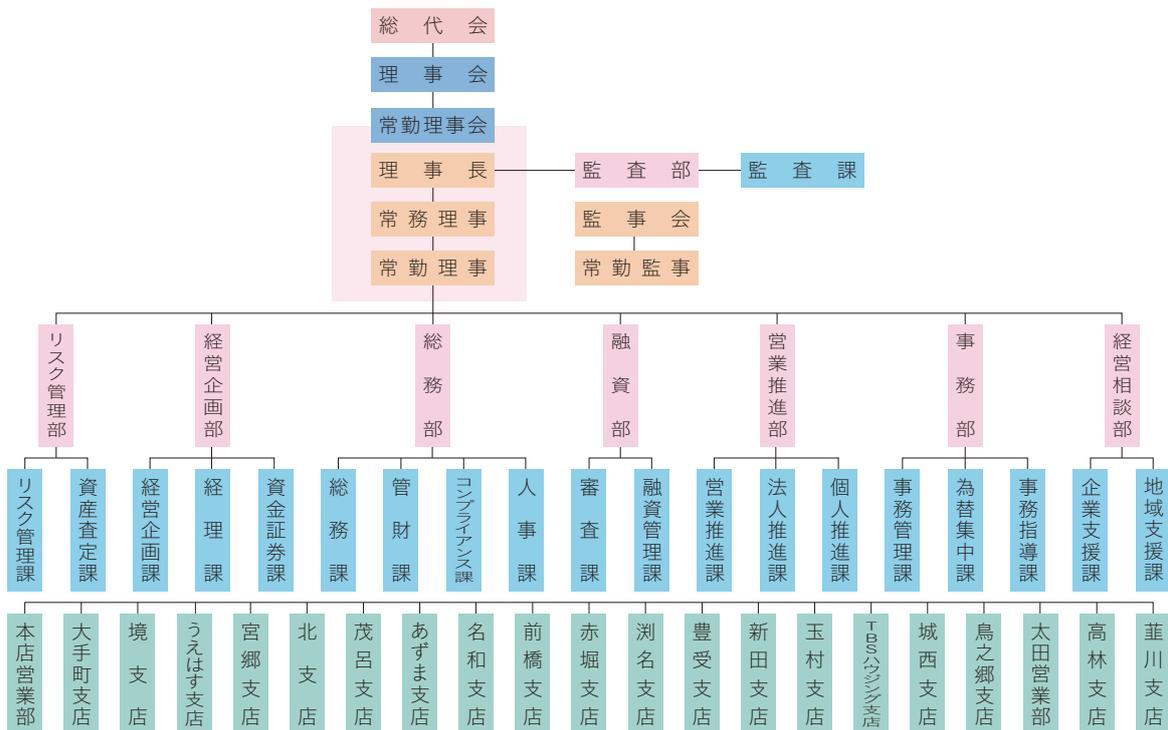 総代会
理事会
常勤理事会
理事長
監査部
監査課
常務理事
監事会
常勤理事
常勤監事
リスク管理部
経営企画部
総務部
融資部
営業推進部
事務部
経営相談部
リスク管理課
資産査定課
経営企画課
経理課
資金証券課
総務課
管財課
コンプライアンス課
人事課
審査課
融資管理課
営業推進課
法人推進課
個人推進課
事務管理課
為替集中課
事務指導課
企業支援課
地域支援課
本店営業部
大手町支店
境支店
うえはす支店
宮郷支店
北支店
茂呂支店
あずま支店
名和支店
前橋支店
赤堀支店
渕名支店
豊受支店
新田支店
玉村支店
TBSハウジング支店
城西支店
鳥之郷支店
太田営業部
高林支店
韮川支店